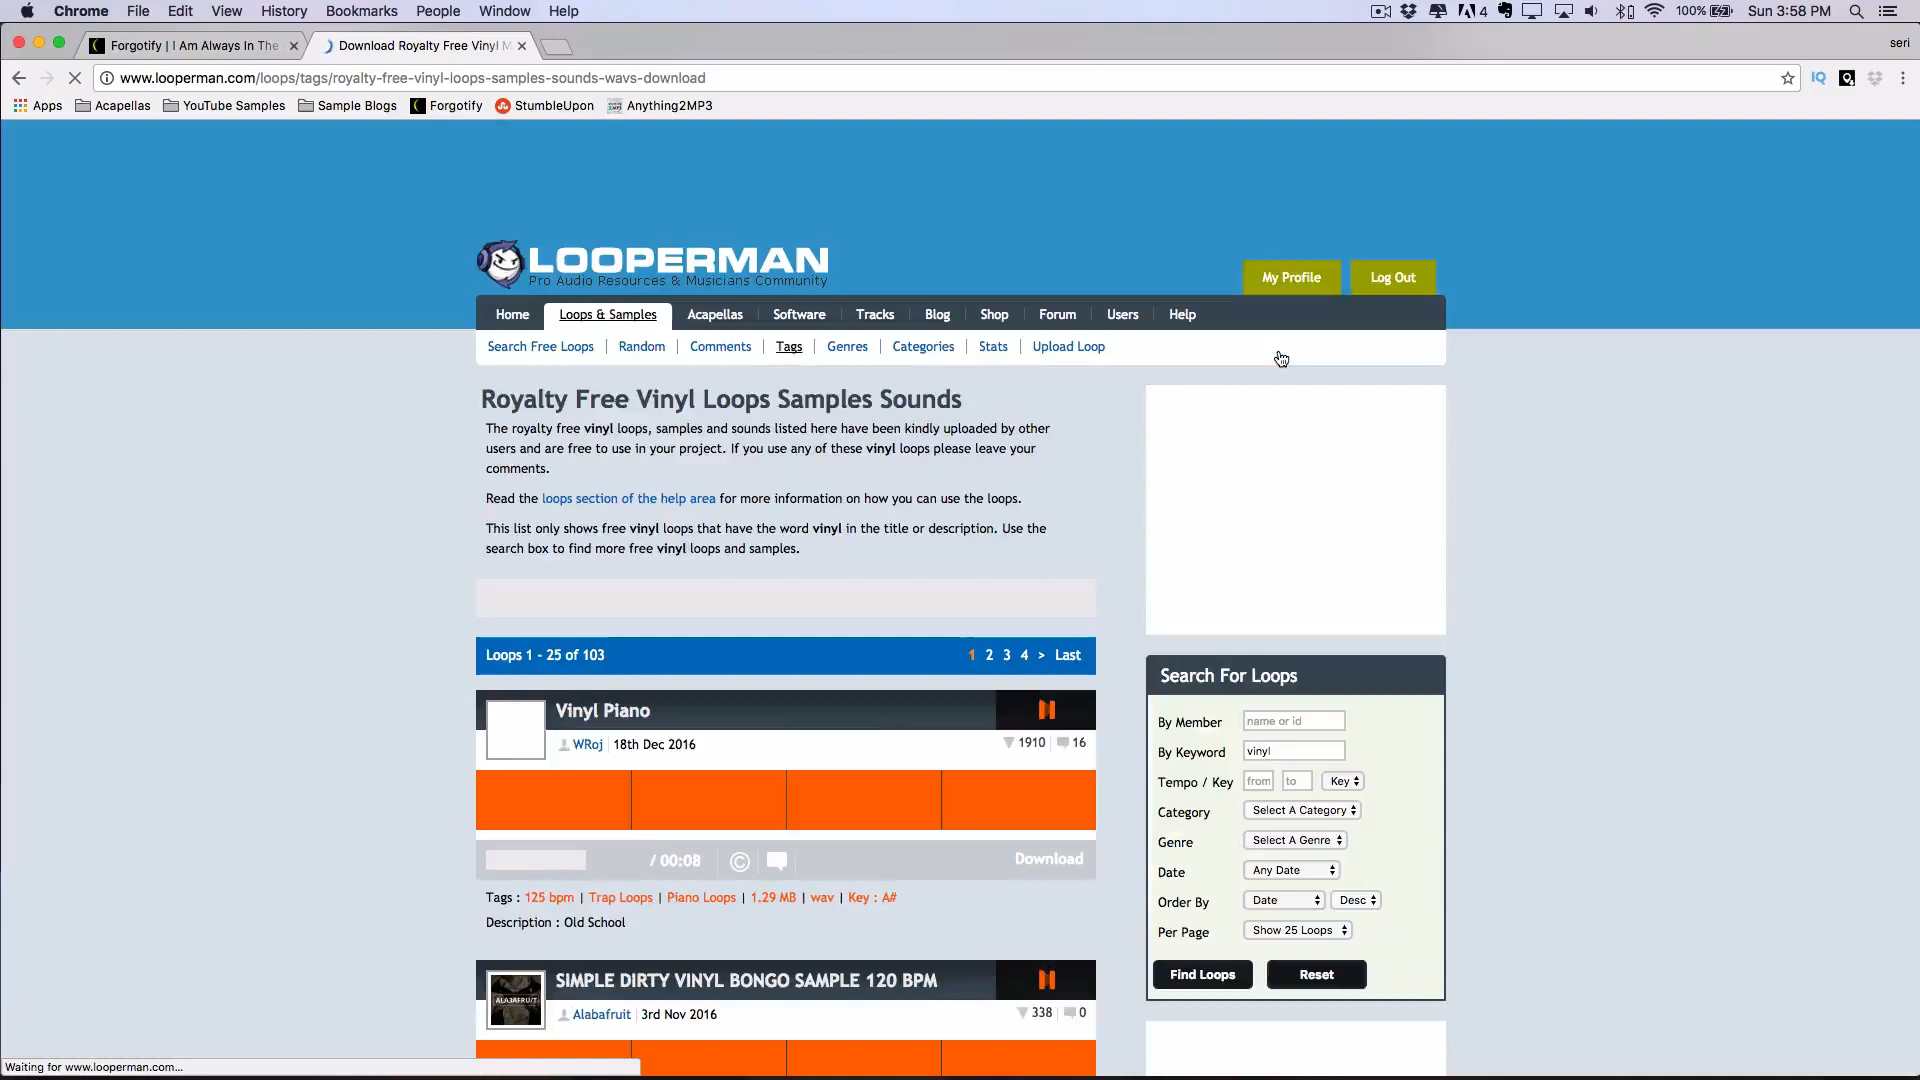 Chrome File Edit View History Bookmarks People Window Help 4 100% Sun 3:58 PM
Forgotify | I Am Always In The Download Royalty Free Vinyl M seri
www.looperman.com/loops/tags/royalty-free-vinyl-loops-samples-sounds-wavs-download IQ
Apps Acapellas YouTube Samples Sample Blogs Forgotify StumbleUpon Anything2MP3
LOOPERMAN
Pro Audio Resources & Musicians Community
My Profile Log Out
Home Loops & Samples Acapellas Software Tracks Blog Shop Forum Users Help
Search Free Loops Random Comments Tags Genres Categories Stats Upload Loop
Royalty Free Vinyl Loops Samples Sounds
The royalty free vinyl loops, samples and sounds listed here have been kindly uploaded by other
users and are free to use in your project. If you use any of these vinyl loops please leave your
comments.
Read the loops section of the help area for more information on how you can use the loops.
This list only shows free vinyl loops that have the word vinyl in the title or description. Use the
search box to find more free vinyl loops and samples.
Loops 1 - 25 of 103 1 2 3 4 > Last
Vinyl Piano
WRoj 18th Dec 2016 1910 16
/ 00:08 © Download
Tags : 125 bpm | Trap Loops | Piano Loops | 1.29 MB | wav | Key : A#
Description : Old School
SIMPLE DIRTY VINYL BONGO SAMPLE 120 BPM
ALABAFRUIT
Alabafruit 3rd Nov 2016 338 0
Search For Loops
By Member name or id
By Keyword vinyl
Tempo / Key from to Key
Category Select A Category
Genre Select A Genre
Date Any Date
Order By Date Desc
Per Page Show 25 Loops
Find Loops Reset
Waiting for www.looperman.com...